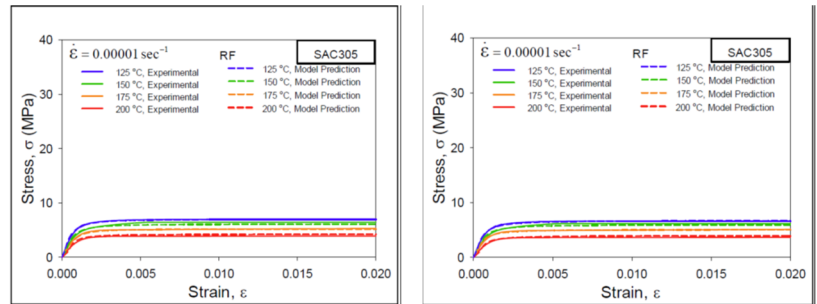 40
30
20
10
0
Stress, σ (MPa)
ε̇ = 0.00001 sec⁻¹
RF
SAC305
125 °C, Experimental
150 °C, Experimental
175 °C, Experimental
200 °C, Experimental
125 °C, Model Prediction
150 °C, Model Prediction
175 °C, Model Prediction
200 °C, Model Prediction
0.000 0.005 0.010 0.015 0.020
Strain, ε
40
30
20
10
0
Stress, σ (MPa)
ε̇ = 0.00001 sec⁻¹
RF
SAC305
125 °C, Experimental
150 °C, Experimental
175 °C, Experimental
200 °C, Experimental
125 °C, Model Prediction
150 °C, Model Prediction
175 °C, Model Prediction
200 °C, Model Prediction
0.000 0.005 0.010 0.015 0.020
Strain, ε